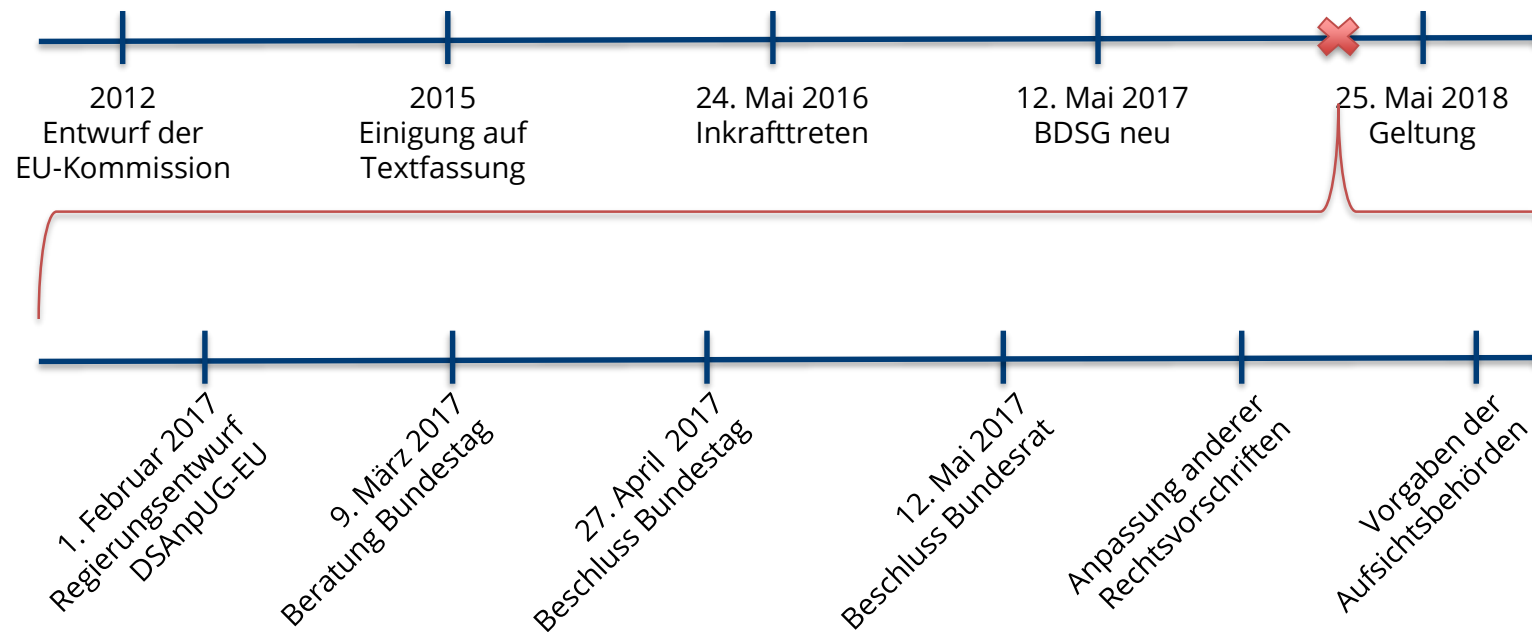 2012
Entwurf der
EU-Kommission
2015
Einigung auf
Textfassung
24. Mai 2016
Inkrafttreten
12. Mai 2017
BDSG neu
25. Mai 2018
Geltung
1. Februar 2017
Regierungsentwurf
DSAnpUG-EU
9. März 2017
Beratung Bundestag
27. April 2017
Beschluss Bundestag
12. Mai 2017
Beschluss Bundesrat
Anpassung anderer
Rechtsvorschriften
Vorgaben der
Aufsichtsbehörden